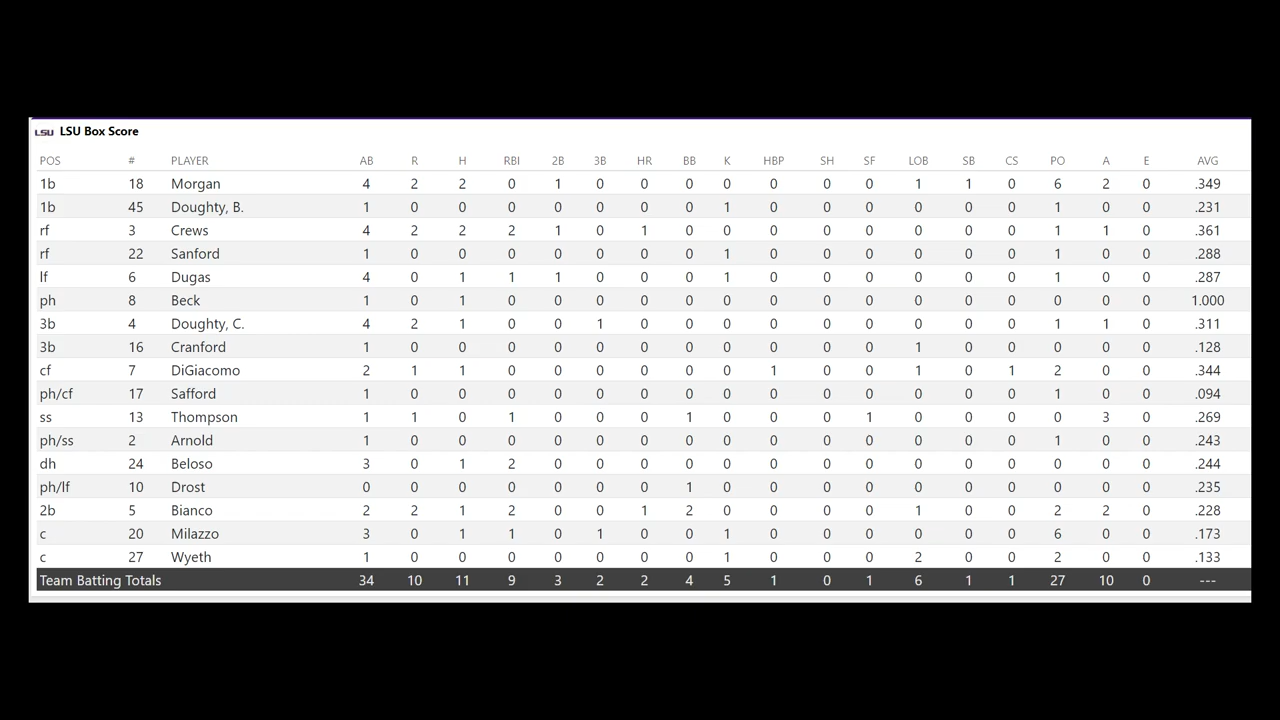 LSU LSU Box Score
POS # PLAYER AB R H RBI 2B 3B HR BB K HBP SH SF LOB SB CS PO A E AVG
1b 18 Morgan 4 2 2 0 1 0 0 0 0 0 0 0 1 1 0 6 2 0 .349
1b 45 Doughty, B. 1 0 0 0 0 0 0 0 1 0 0 0 0 0 0 1 0 0 .231
rf 3 Crews 4 2 2 2 1 0 1 0 0 0 0 0 0 0 0 1 1 0 .361
rf 22 Sanford 1 0 0 0 0 0 0 0 1 0 0 0 0 0 0 1 0 0 .288
lf 6 Dugas 4 0 1 1 1 0 0 0 1 0 0 0 0 0 0 1 0 0 .287
ph 8 Beck 1 0 1 0 0 0 0 0 0 0 0 0 0 0 0 0 0 0 1.000
3b 4 Doughty, C. 4 2 1 0 0 1 0 0 0 0 0 0 0 0 0 1 1 0 .311
3b 16 Cranford 1 0 0 0 0 0 0 0 0 0 0 0 1 0 0 0 0 0 .128
cf 7 DiGiacomo 2 1 1 0 0 0 0 0 0 1 0 0 1 0 1 2 0 0 .344
ph/cf 17 Safford 1 0 0 0 0 0 0 0 0 0 0 0 0 0 0 1 0 0 .094
ss 13 Thompson 1 1 0 1 0 0 0 1 0 0 0 1 0 0 0 0 3 0 .269
ph/ss 2 Arnold 1 0 0 0 0 0 0 0 0 0 0 0 0 0 0 1 0 0 .243
dh 24 Beloso 3 0 1 2 0 0 0 0 0 0 0 0 0 0 0 0 0 0 .244
ph/lf 10 Drost 0 0 0 0 0 0 0 1 0 0 0 0 0 0 0 0 0 0 .235
2b 5 Bianco 2 2 1 2 0 0 1 2 0 0 0 0 1 0 0 2 2 0 .228
c 20 Milazzo 3 0 1 1 0 1 0 0 1 0 0 0 0 0 0 6 0 0 .173
c 27 Wyeth 1 0 0 0 0 0 0 0 1 0 0 0 2 0 0 2 0 0 .133
Team Batting Totals 34 10 11 9 3 2 2 4 5 1 0 1 6 1 1 27 10 0 ---